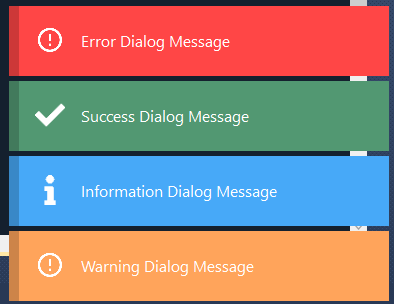 Error Dialog Message
Success Dialog Message
Information Dialog Message
Warning Dialog Message